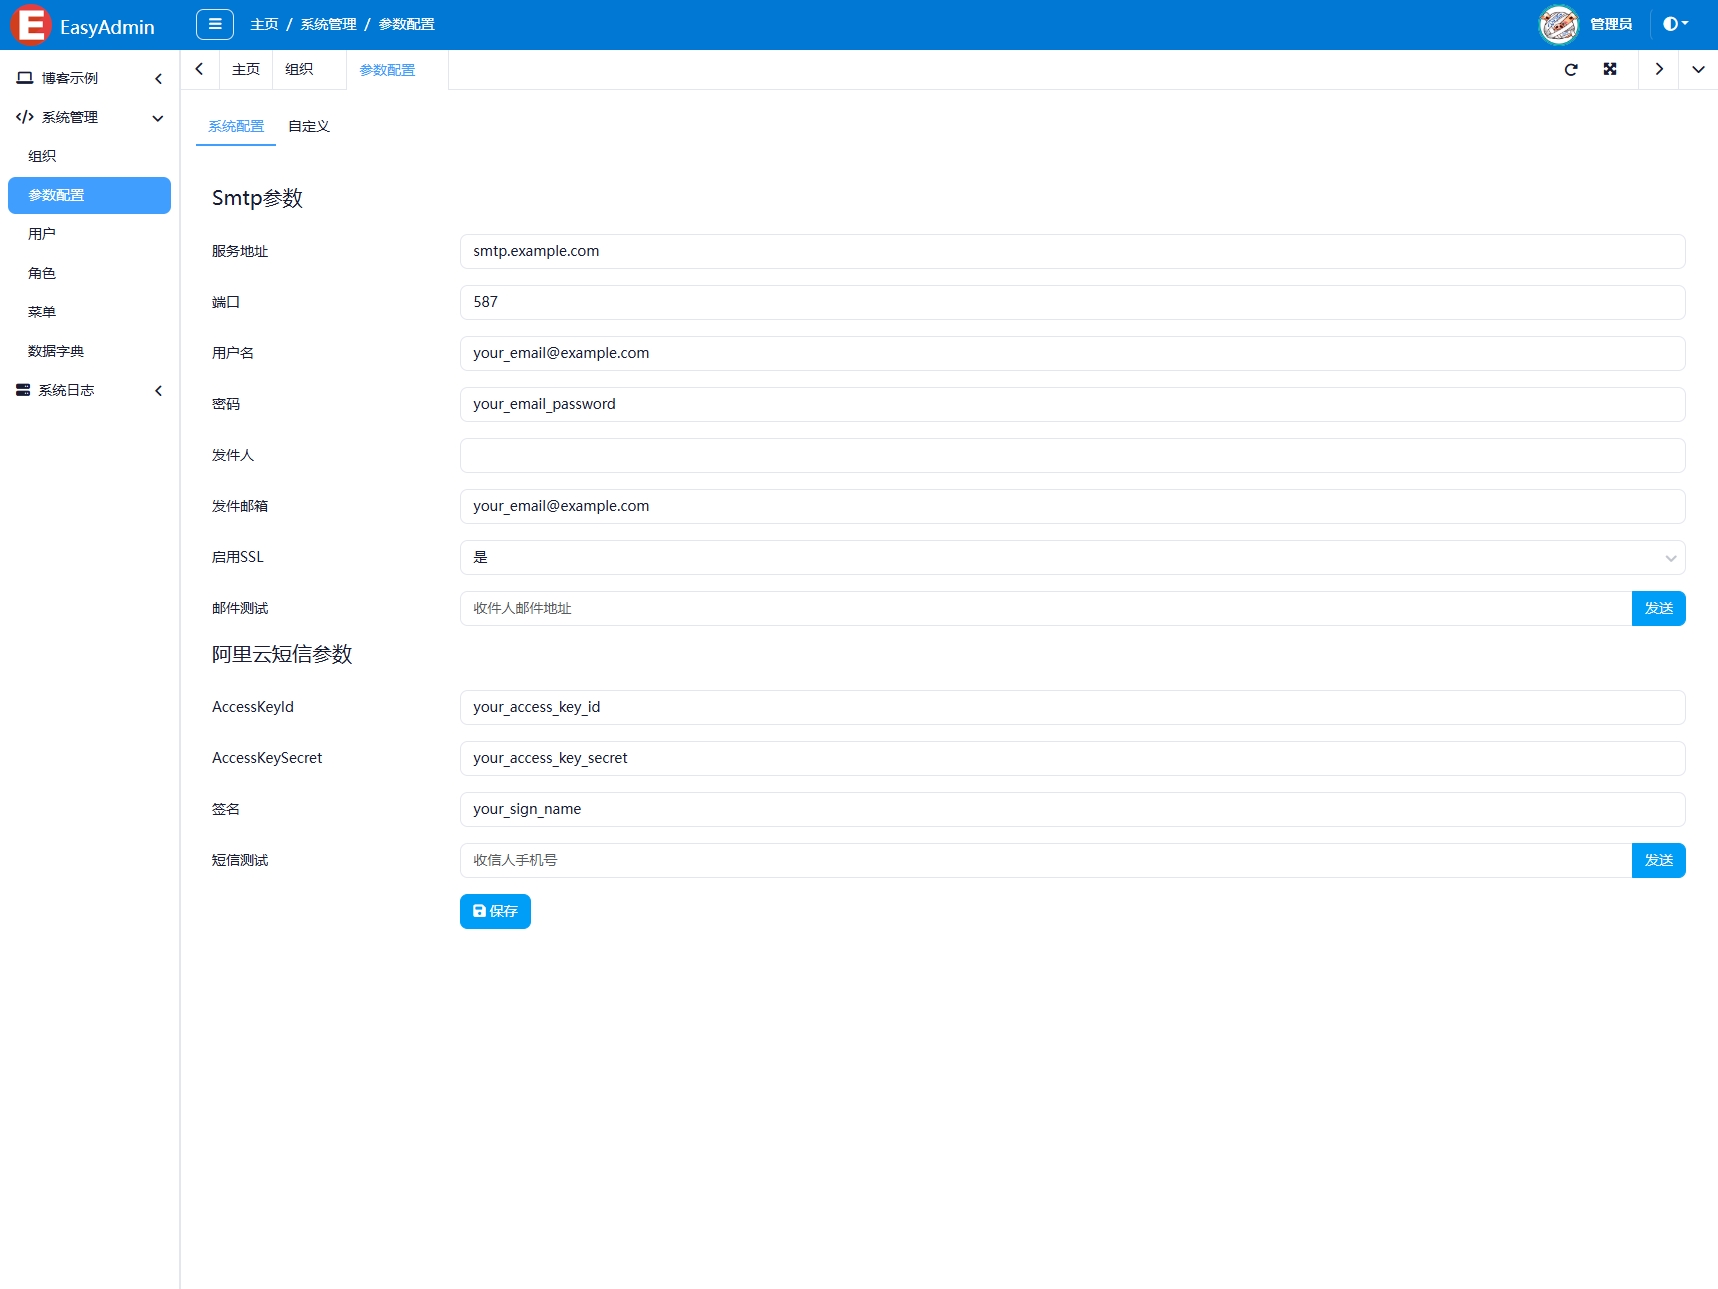 E EasyAdmin
主页 / 系统管理 / 参数配置
管理员
博客示例
系统管理
组织
参数配置
用户
角色
菜单
数据字典
系统日志
主页
组织
参数配置
系统配置
自定义
Smtp参数
服务地址
smtp.example.com
端口
587
用户名
your_email@example.com
密码
your_email_password
发件人
发件邮箱
your_email@example.com
启用SSL
是
邮件测试
收件人邮件地址
发送
阿里云短信参数
AccessKeyId
your_access_key_id
AccessKeySecret
your_access_key_secret
签名
your_sign_name
短信测试
收信人手机号
发送
保存